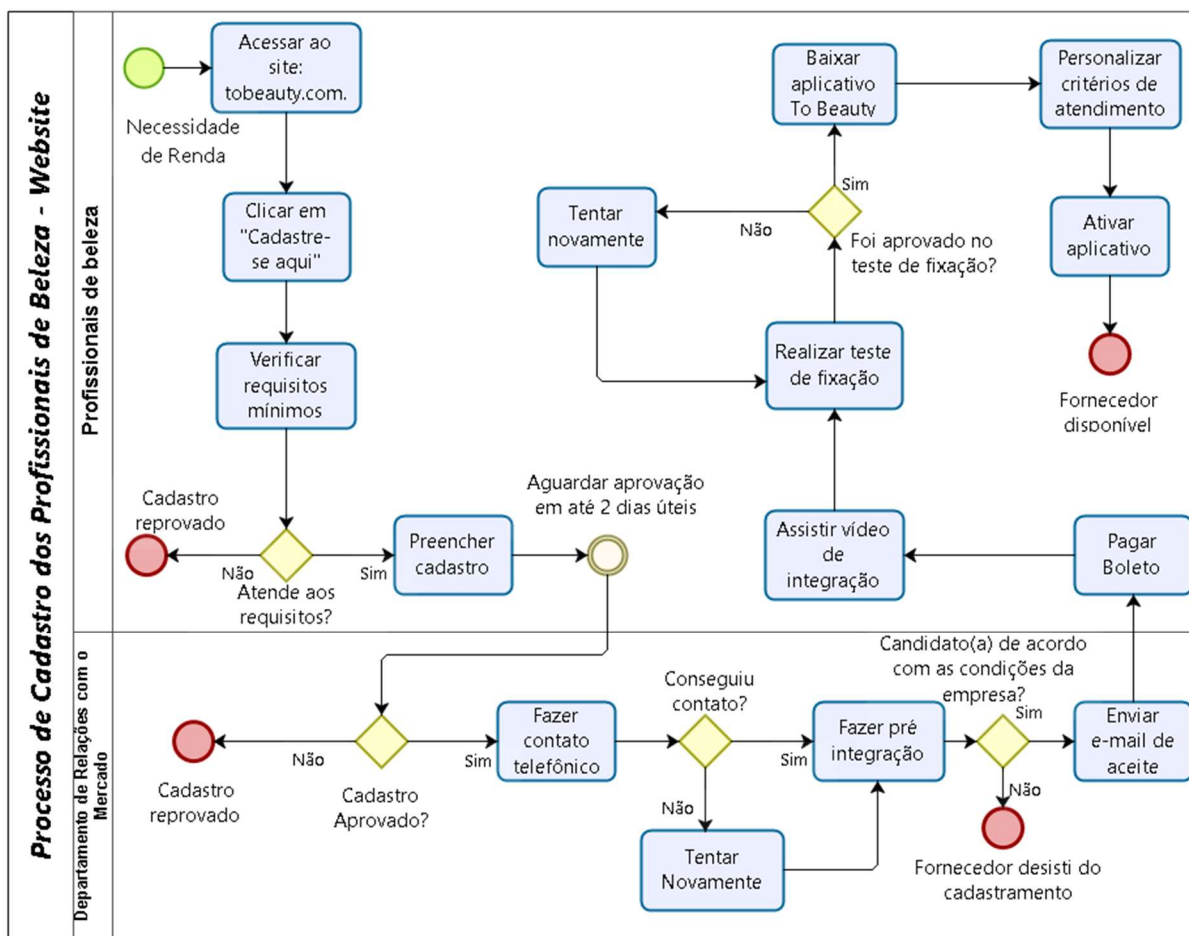 Processo de Cadastro dos Profissionais de Beleza - Website
Profissionais de beleza
Necessidade
de Renda
Acessar ao
site:
tobeauty.com.
Clicar em
"Cadastre-
se aqui"
Verificar
requisitos
mínimos
Atende aos
requisitos?
Não
Sim
Cadastro
reprovado
Preencher
cadastro
Aguardar aprovação
em até 2 dias úteis
Baixar
aplicativo
To Beauty
Personalizar
critérios de
atendimento
Sim
Não
Tentar
novamente
Foi aprovado no
teste de fixação?
Ativar
aplicativo
Realizar teste
de fixação
Fornecedor
disponível
Assistir vídeo
de
integração
Pagar
Boleto
Departamento de Relações com o
Mercado
Cadastro
reprovado
Não
Cadastro
Aprovado?
Sim
Fazer
contato
telefônico
Conseguiu
contato?
Sim
Não
Tentar
Novamente
Fazer pré
integração
Candidato(a) de acordo
com as condições da
empresa?
Sim
Não
Enviar
e-mail de
aceite
Fornecedor desisti do
cadastramento